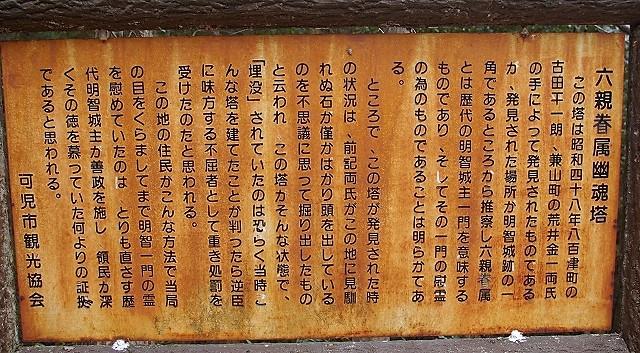 六親眷属幽魂塔
この塔は昭和四十八年八百津町の
古田千一朗、兼山町の荒井金一両氏
の手によって発見されたものである
が、発見された場所が明智城跡の一
角であるところから推察し六親眷属
とは歴代の明智城主一門を意味する
ものであり、そしてその一門の慰霊
の為のものであることは明らかであ
る。
ところで、この塔が発見された時
の状況は、前記両氏がこの地に見馴
れぬ石が僅かばかり頭を出している
のを不思議に思って掘り出したもの
と云われ この塔がそんな状態で、
「埋没」されていたのは恐らく当時こ
んな塔を建てたことが判ったら逆臣
に味方する不屈者として重き処罰を
受けたのだと思われる。
この地の住民がこんな方法で当局
の目をくらましてまで明智一門の霊
を慰めていたのは とりも直さず歴
代明智城主が善政を施し 領民が深
くその徳を慕っていた何よりの証拠
であると思われる。
可児市観光協会